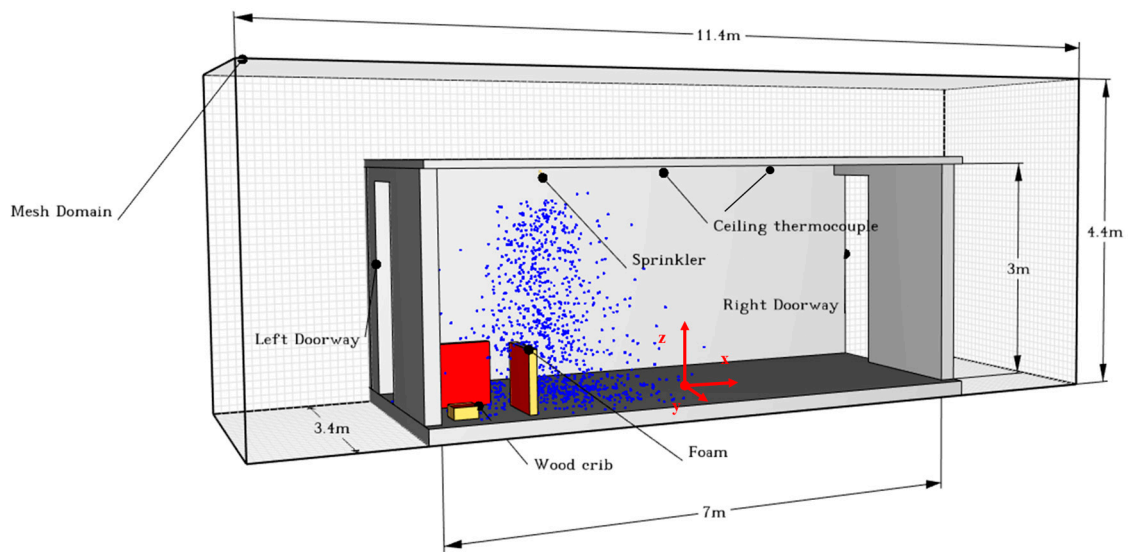 11.4m
Mesh Domain
Ceiling thermocouple
4.4m
Sprinkler
3m
Right Doorway
Left Doorway
z
x
y
3.4m
Foam
Wood crib
7m